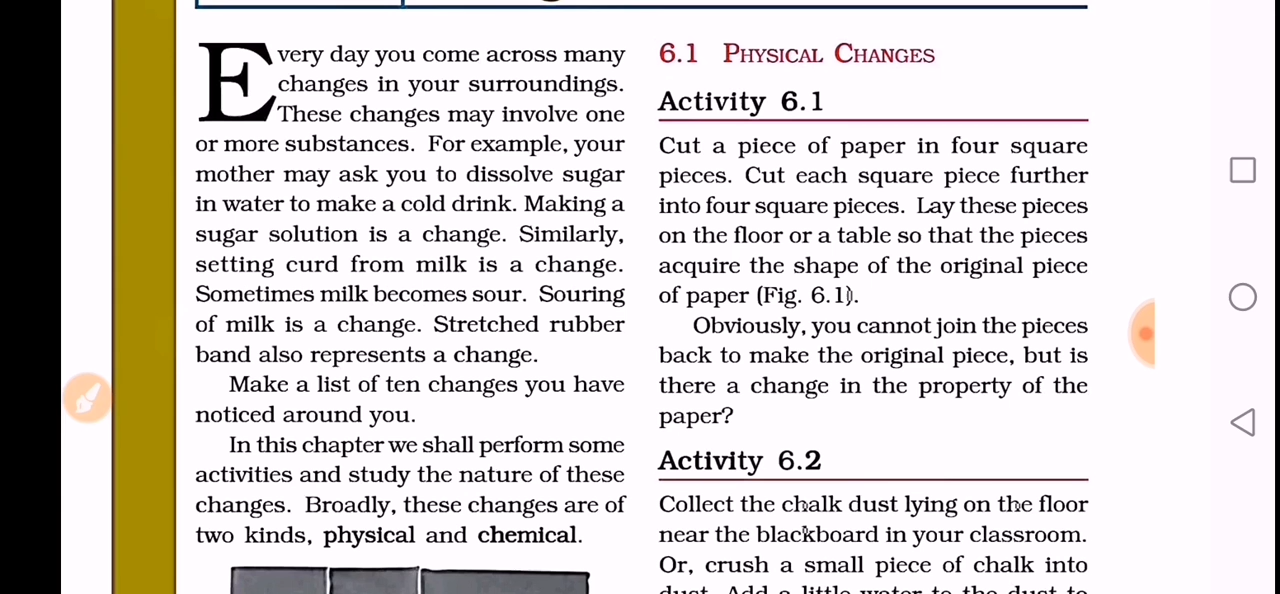 Every day you come across many
changes in your surroundings.
These changes may involve one
or more substances. For example, your
mother may ask you to dissolve sugar
in water to make a cold drink. Making a
sugar solution is a change. Similarly,
setting curd from milk is a change.
Sometimes milk becomes sour. Souring
of milk is a change. Stretched rubber
band also represents a change.
Make a list of ten changes you have
noticed around you.
In this chapter we shall perform some
activities and study the nature of these
changes. Broadly, these changes are of
two kinds, physical and chemical.
6.1 PHYSICAL CHANGES
Activity 6.1
Cut a piece of paper in four square
pieces. Cut each square piece further
into four square pieces. Lay these pieces
on the floor or a table so that the pieces
acquire the shape of the original piece
of paper (Fig. 6.1).
Obviously, you cannot join the pieces
back to make the original piece, but is
there a change in the property of the
paper?
Activity 6.2
Collect the chalk dust lying on the floor
near the blackboard in your classroom.
Or, crush a small piece of chalk into
dust. Add a little water to the dust to